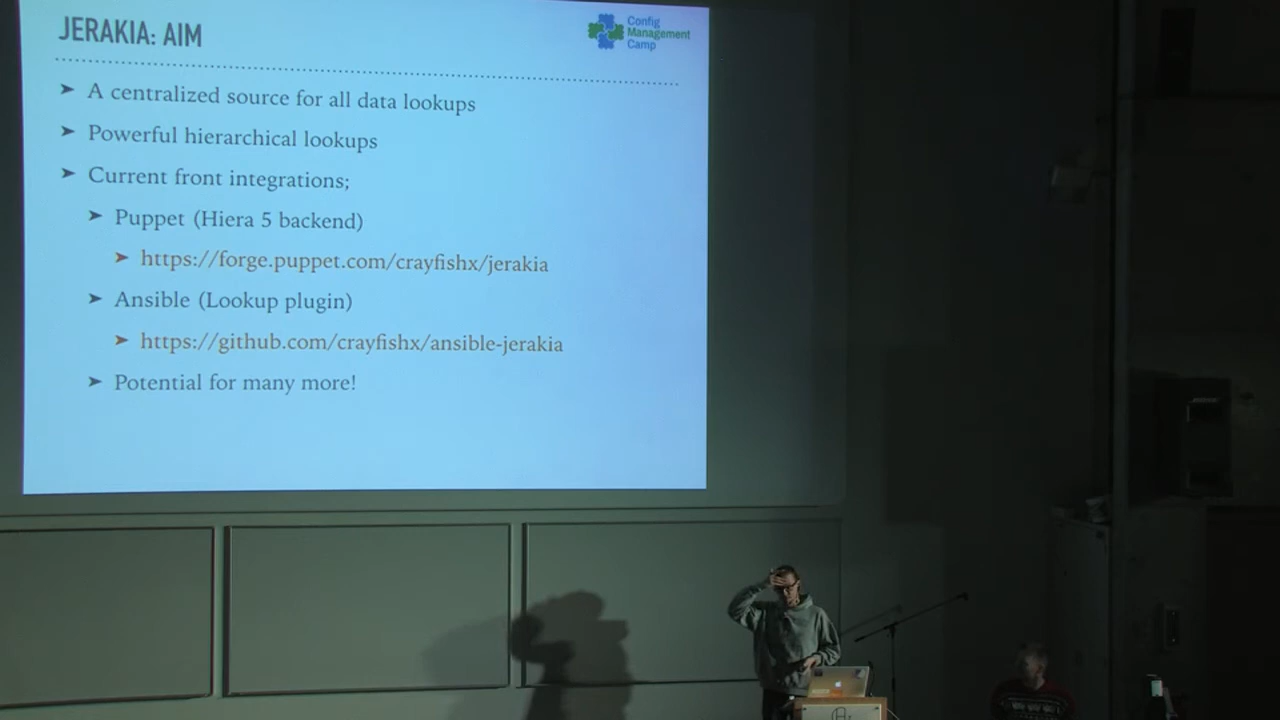 JERAKIA: AIM
Config
Management
Camp
➤ A centralized source for all data lookups
➤ Powerful hierarchical lookups
➤ Current front integrations;
➤ Puppet (Hiera 5 backend)
➤ https://forge.puppet.com/crayfishx/jerakia
➤ Ansible (Lookup plugin)
➤ https://github.com/crayfishx/ansible-jerakia
➤ Potential for many more!